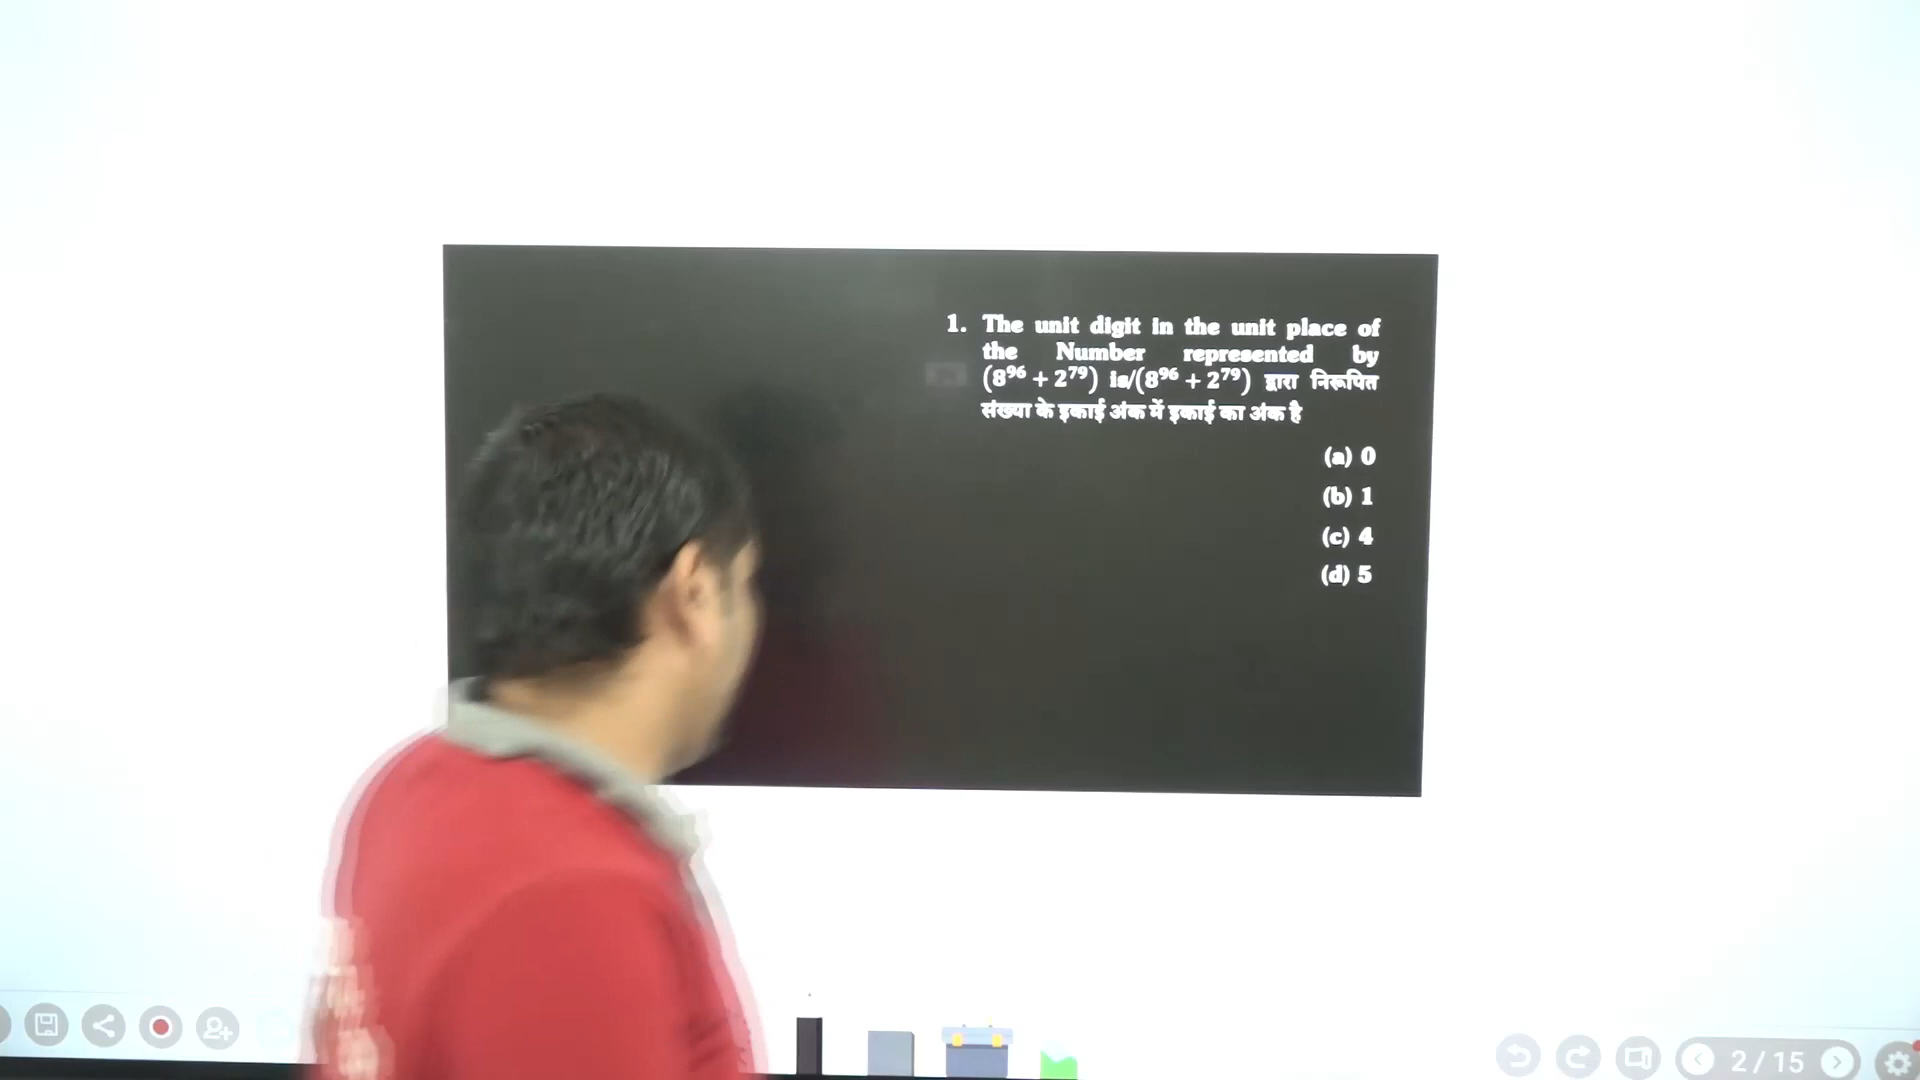 1. The unit digit in the unit place of
the Number represented by
(8⁹⁶ + 2⁷⁹) is/(8⁹⁶ + 2⁷⁹) द्वारा निरूपित
संख्या के इकाई अंक में इकाई का अंक है
(a) 0
(b) 1
(c) 4
(d) 5
2 / 15